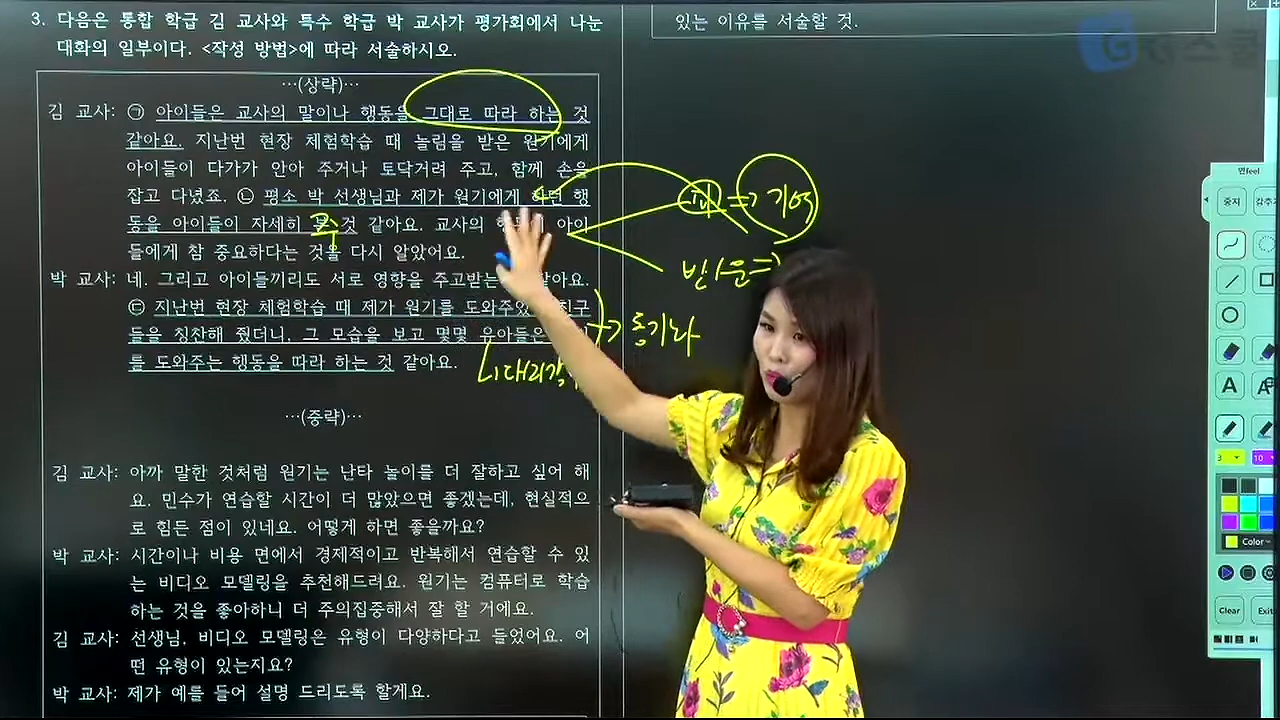 3. 다음은 통합 학급 김 교사와 특수 학급 박 교사가 평가회에서 나눈
대화의 일부이다. <작성 방법>에 따라 서술하시오.
…(상략)…
김 교사: ㉠ 아이들은 교사의 말이나 행동을 그대로 따라 하는 것
같아요. 지난번 현장 체험학습 때 놀림을 받은 원기에게
아이들이 다가가 안아 주거나 토닥거려 주고, 함께 손을
잡고 다녔죠. ㉡ 평소 박 선생님과 제가 원기에게 하던 행
동을 아이들이 자세히 본 것 같아요. 교사의 아이
들에게 참 중요하다는 것을 다시 알았어요.
박 교사: 네. 그리고 아이들끼리도 서로 영향을 주고받는 같아요.
㉢ 지난번 현장 체험학습 때 제가 원기를 도와주었 친구
들을 칭찬해 줬더니, 그 모습을 보고 몇몇 유아들은
를 도와주는 행동을 따라 하는 것 같아요.
…(중략)…
김 교사: 아까 말한 것처럼 원기는 난타 놀이를 더 잘하고 싶어 해
요. 민수가 연습할 시간이 더 많았으면 좋겠는데, 현실적으
로 힘든 점이 있네요. 어떻게 하면 좋을까요?
박 교사: 시간이나 비용 면에서 경제적이고 반복해서 연습할 수 있
는 비디오 모델링을 추천해드려요. 원기는 컴퓨터로 학습
하는 것을 좋아하니 더 주의집중해서 잘 할 거에요.
김 교사: 선생님, 비디오 모델링은 유형이 다양하다고 들었어요. 어
떤 유형이 있는지요?
박 교사: 제가 예를 들어 설명 드리도록 할게요.
있는 이유를 서술할 것.
주
파 => 기억
=>
동기화
대리강
중지
Color
Clear
Exit